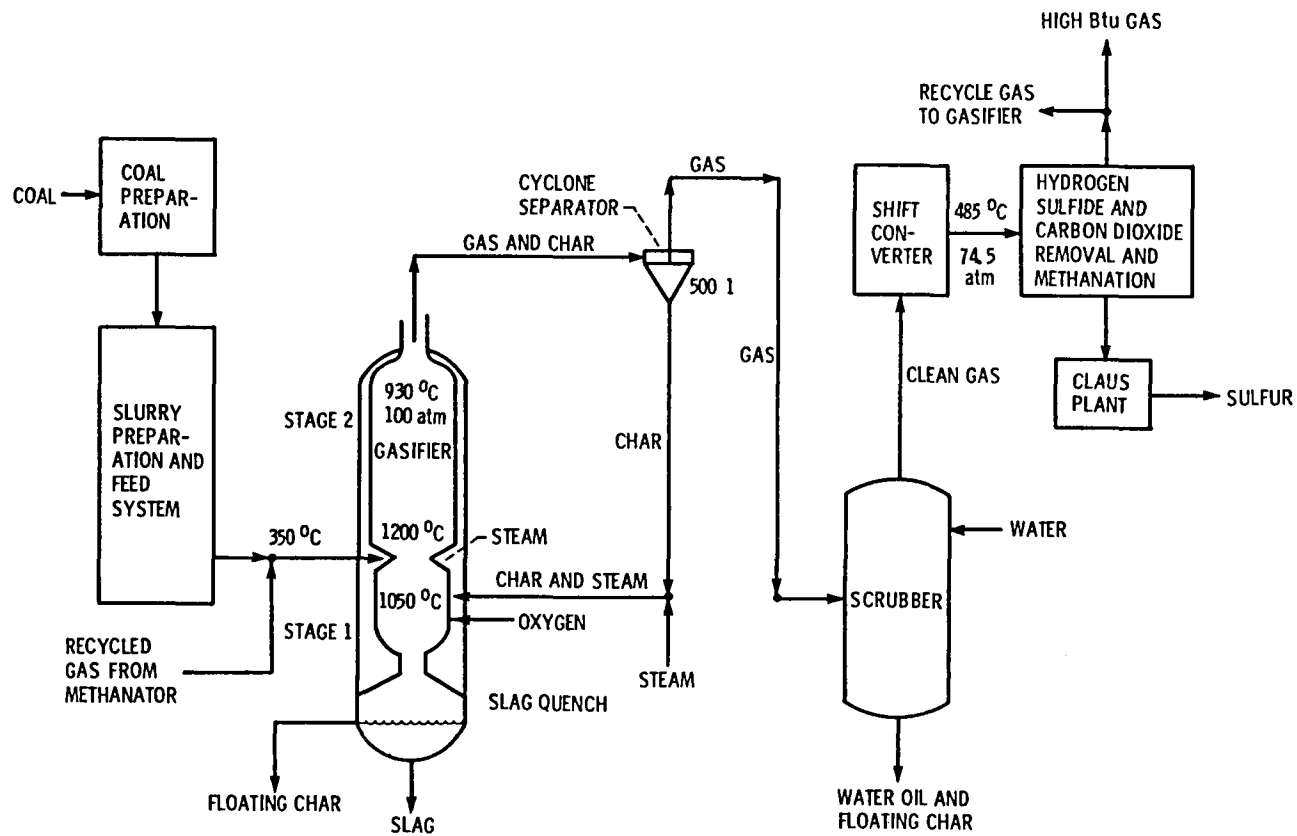 HIGH Btu GAS
RECYCLE GAS
TO GASIFIER
COAL
COAL
PREPAR-
ATION
CYCLONE
SEPARATOR
GAS
GAS AND CHAR
500 1
SHIFT
CON-
VERTER
485 °C
74.5
atm
HYDROGEN
SULFIDE AND
CARBON DIOXIDE
REMOVAL AND
METHANATION
CLAUS
PLANT
SULFUR
SLURRY
PREPAR-
ATION AND
FEED
SYSTEM
STAGE 2
930 °C
100 atm
GASIFIER
GAS
CLEAN GAS
CHAR
350 °C
1200 °C
STEAM
CHAR AND STEAM
1050 °C
OXYGEN
STAGE 1
RECYCLED
GAS FROM
METHANATOR
STEAM
SLAG QUENCH
SCRUBBER
WATER
FLOATING CHAR
SLAG
WATER OIL AND
FLOATING CHAR